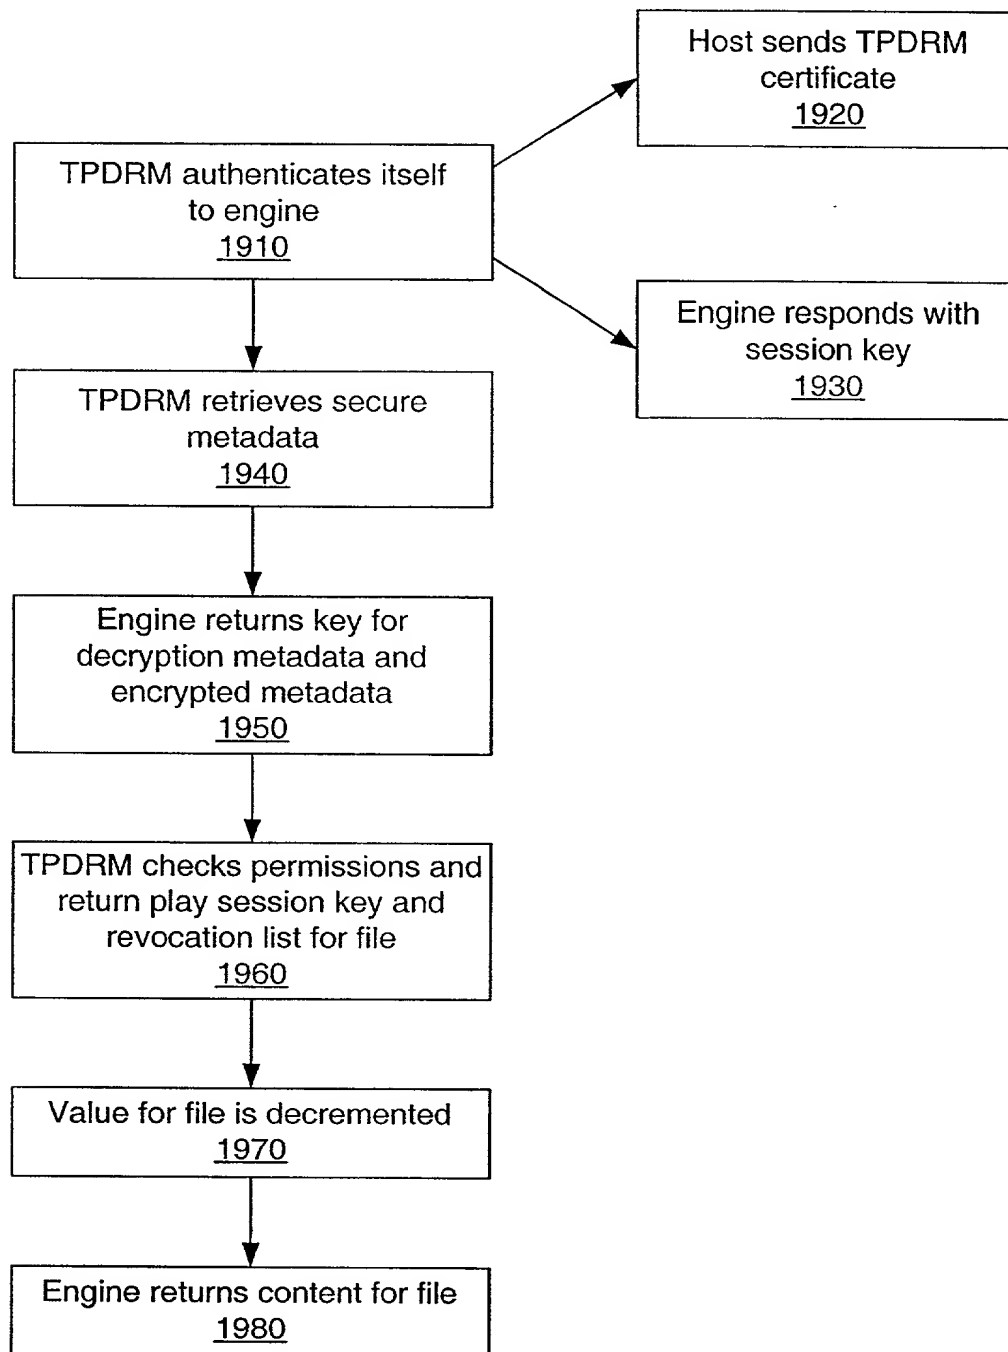 Host sends TPDRM
certificate
1920
TPDRM authenticates itself
to engine
1910
Engine responds with
session key
1930
TPDRM retrieves secure
metadata
1940
Engine returns key for
decryption metadata and
encrypted metadata
1950
TPDRM checks permissions and
return play session key and
revocation list for file
1960
Value for file is decremented
1970
Engine returns content for file
1980